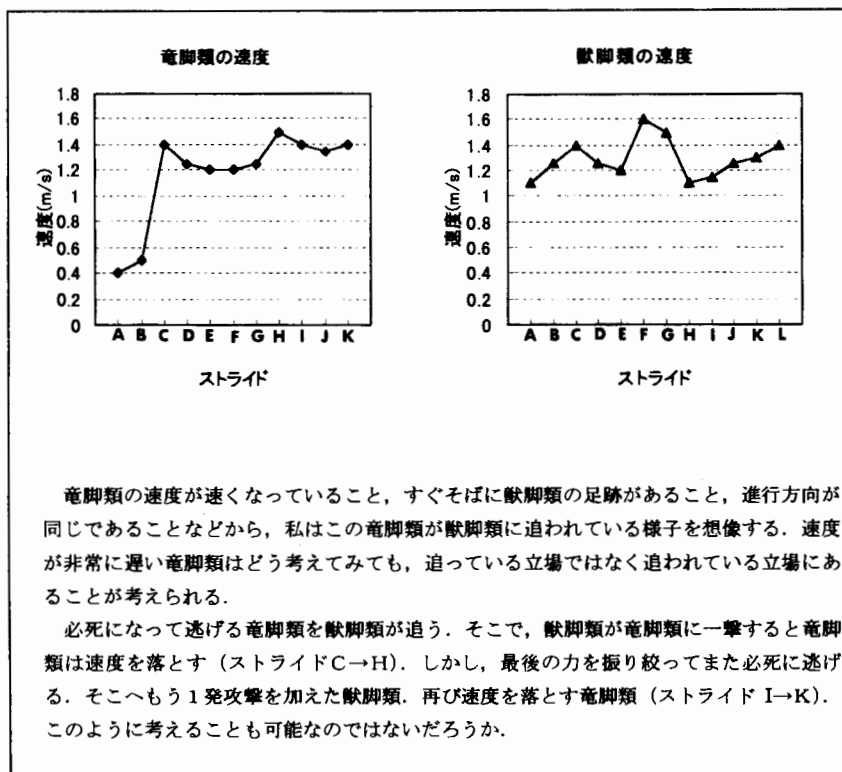 竜脚類の速度
1.8
1.6
1.4
1.2
1
0.8
0.6
0.4
0.2
0
速度(m/s)
A B C D E F G H I J K
ストライド
獣脚類の速度
1.8
1.6
1.4
1.2
1
0.8
0.6
0.4
0.2
0
速度(m/s)
A B C D E F G H I J K L
ストライド
竜脚類の速度が速くなっていること，すぐそばに獣脚類の足跡があること，進行方向が
同じであることなどから，私はこの竜脚類が獣脚類に追われている様子を想像する．速度
が非常に遅い竜脚類はどう考えてみても，追っている立場ではなく追われている立場にあ
ることが考えられる．
必死になって逃げる竜脚類を獣脚類が追う．そこで，獣脚類が竜脚類に一撃すると竜脚
類は速度を落とす（ストライドC→H）．しかし，最後の力を振り絞ってまた必死に逃げ
る．そこへもう１発攻撃を加えた獣脚類．再び速度を落とす竜脚類（ストライド I→K）．
このように考えることも可能なのではないだろうか．